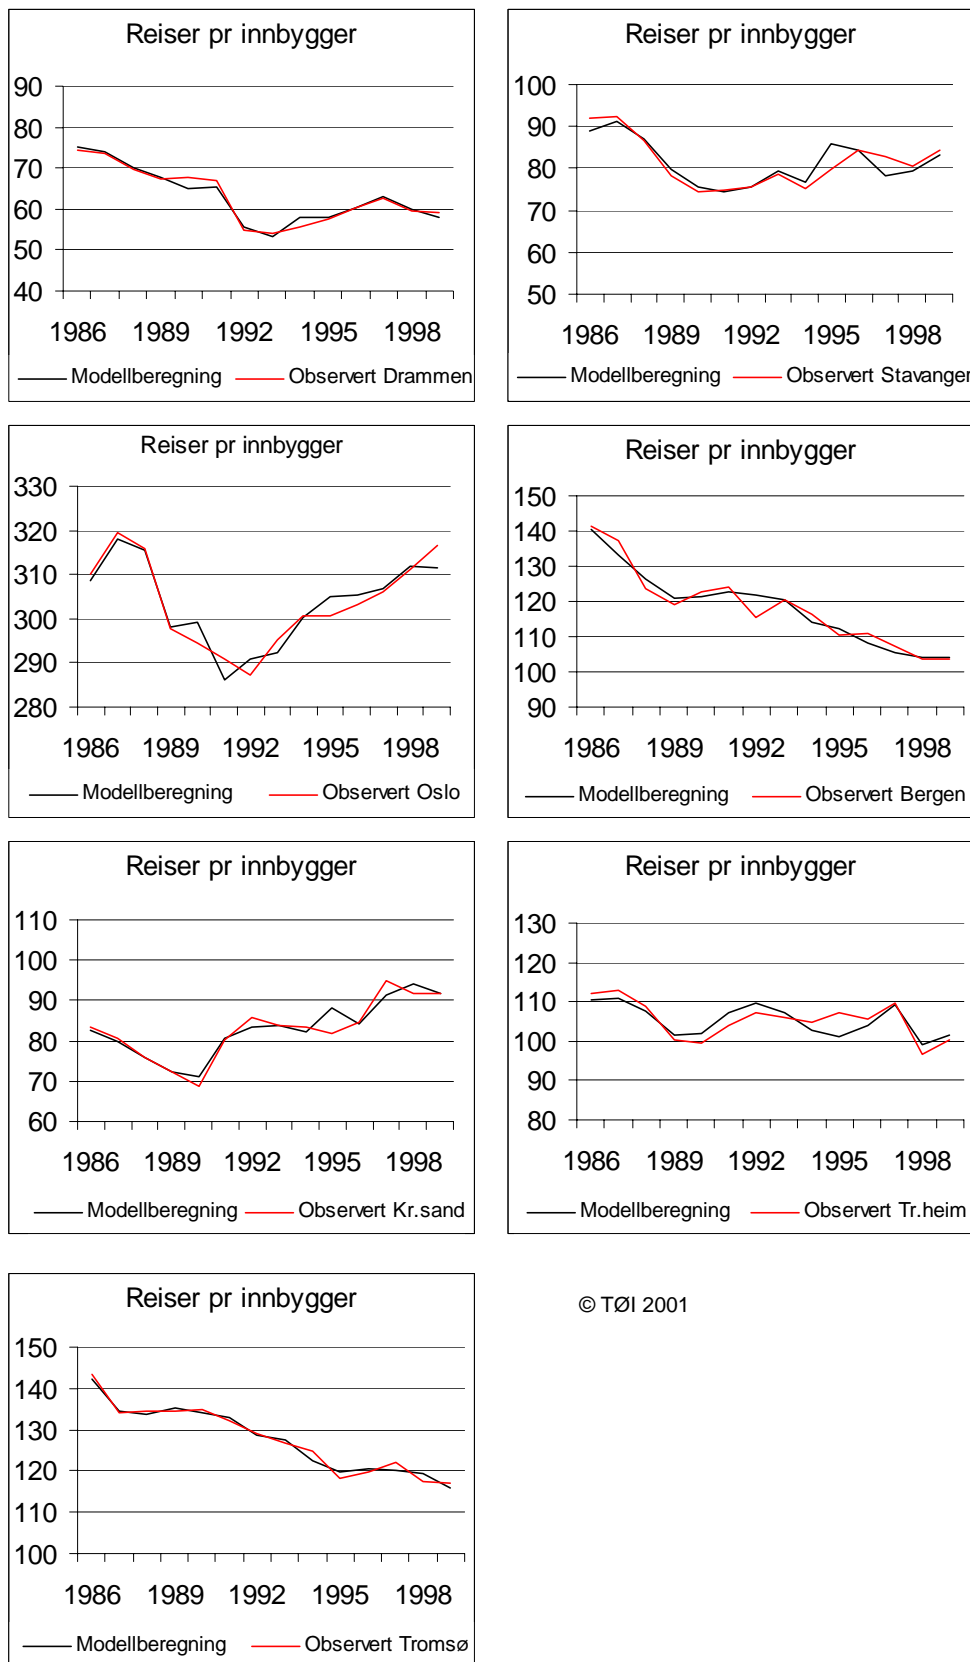 Reiser pr innbygger
90
80
70
60
50
40
1986 1989 1992 1995 1998
Modellberegning Observert Drammen
Reiser pr innbygger
100
90
80
70
60
50
1986 1989 1992 1995 1998
Modellberegning Observert Stavanger
Reiser pr innbygger
330
320
310
300
290
280
1986 1989 1992 1995 1998
Modellberegning Observert Oslo
Reiser pr innbygger
150
140
130
120
110
100
90
1986 1989 1992 1995 1998
Modellberegning Observert Bergen
Reiser pr innbygger
110
100
90
80
70
60
1986 1989 1992 1995 1998
Modellberegning Observert Kr.sand
Reiser pr innbygger
130
120
110
100
90
80
1986 1989 1992 1995 1998
Modellberegning Observert Tr.heim
Reiser pr innbygger
150
140
130
120
110
100
1986 1989 1992 1995 1998
Modellberegning Observert Tromsø
© TØI 2001